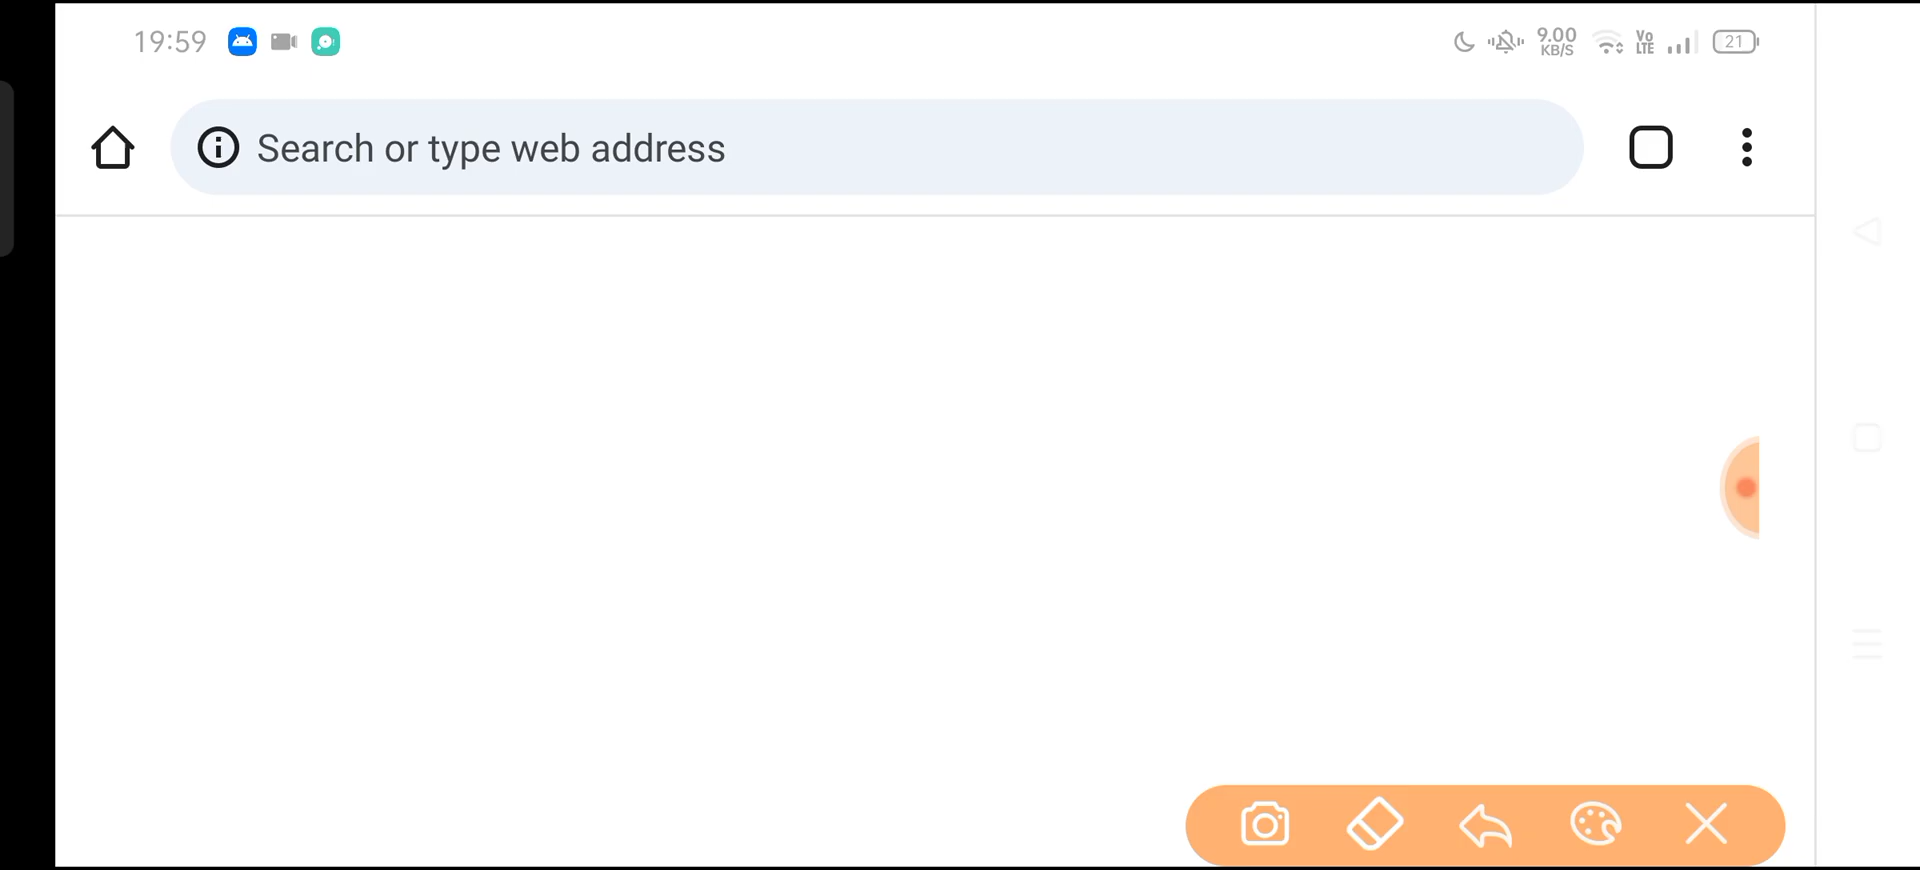 19:59
9.00
KB/S
Vo
LTE
21
Search or type web address